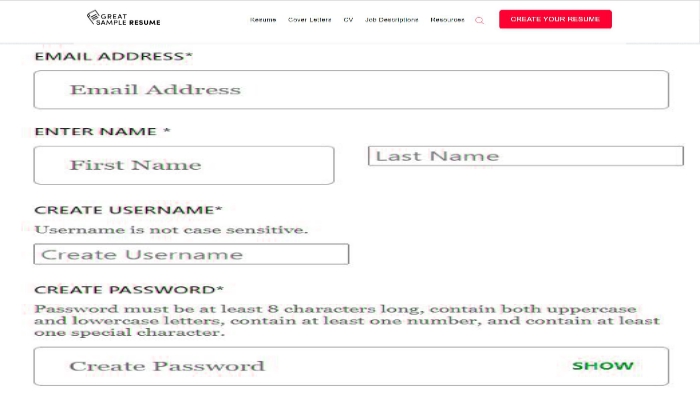 GREAT
SAMPLE RESUME
Resume Cover Letters CV Job Descriptions Resources CREATE YOUR RESUME
EMAIL ADDRESS*
Email Address
ENTER NAME *
First Name Last Name
CREATE USERNAME*
Username is not case sensitive.
Create Username
CREATE PASSWORD*
Password must be at least 8 characters long, contain both uppercase
and lowercase letters, contain at least one number, and contain at least
one special character.
Create Password SHOW